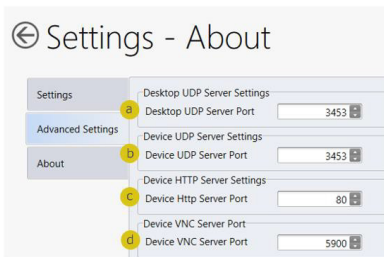 Settings - About
Settings
Advanced Settings
About
Desktop UDP Server Settings
a Desktop UDP Server Port 3453
Device UDP Server Settings
b Device UDP Server Port 3453
Device HTTP Server Settings
c Device Http Server Port 80
Device VNC Server Port
d Device VNC Server Port 5900